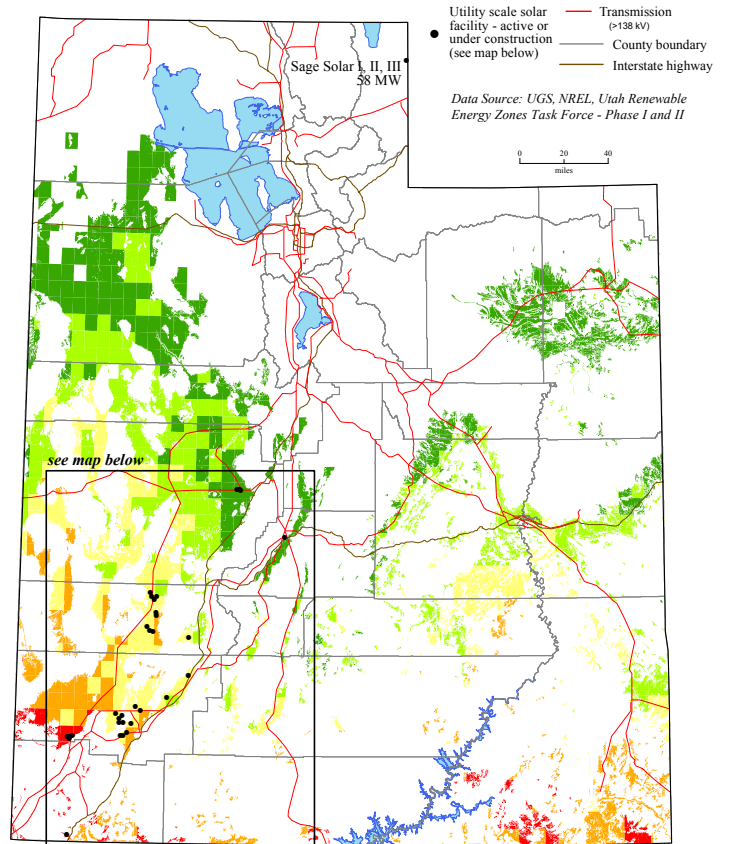 Utility scale solar
facility - active or
under construction
(see map below)
Transmission
(>138 kV)
County boundary
Interstate highway
Sage Solar I, II, III
58 MW
Data Source: UGS, NREL, Utah Renewable
Energy Zones Task Force - Phase I and II
0 20 40
miles
see map below